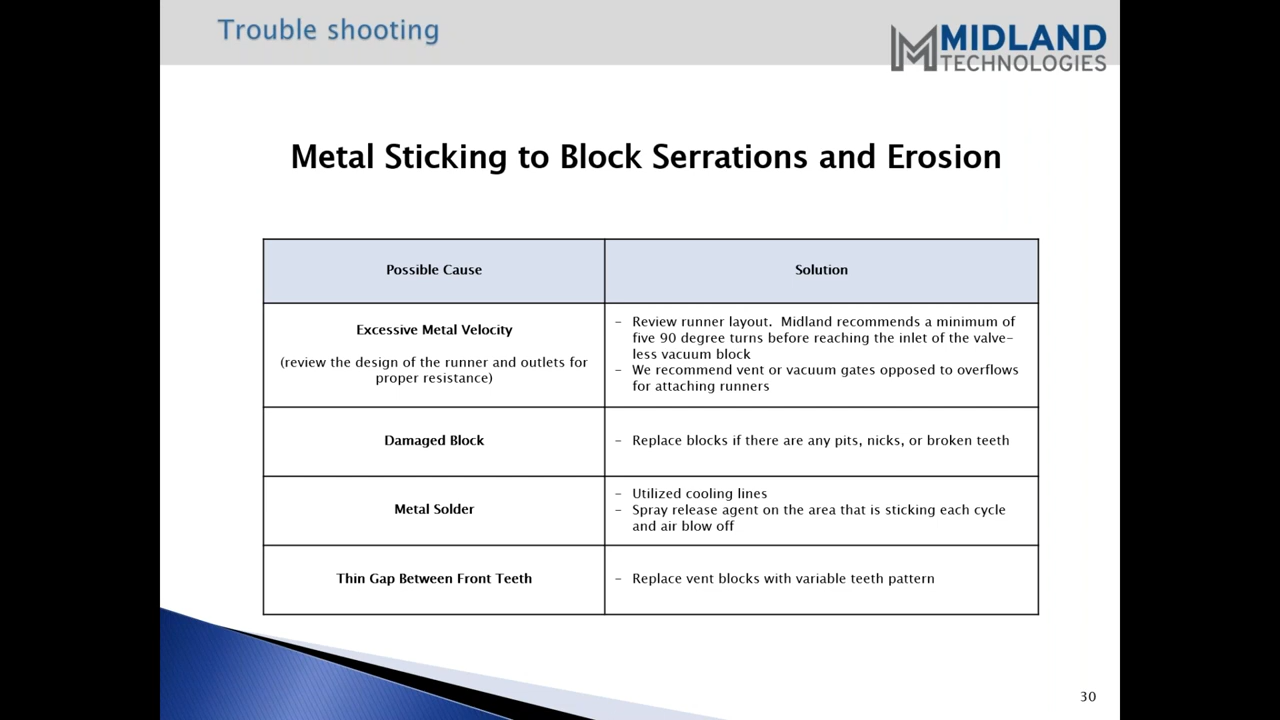 Trouble shooting
MIDLAND
TECHNOLOGIES
Metal Sticking to Block Serrations and Erosion
Possible Cause
Solution
Excessive Metal Velocity
(review the design of the runner and outlets for
proper resistance)
– Review runner layout.  Midland recommends a minimum of
five 90 degree turns before reaching the inlet of the valve-
less vacuum block
– We recommend vent or vacuum gates opposed to overflows
for attaching runners
Damaged Block
– Replace blocks if there are any pits, nicks, or broken teeth
Metal Solder
– Utilized cooling lines
– Spray release agent on the area that is sticking each cycle
and air blow off
Thin Gap Between Front Teeth
– Replace vent blocks with variable teeth pattern
30